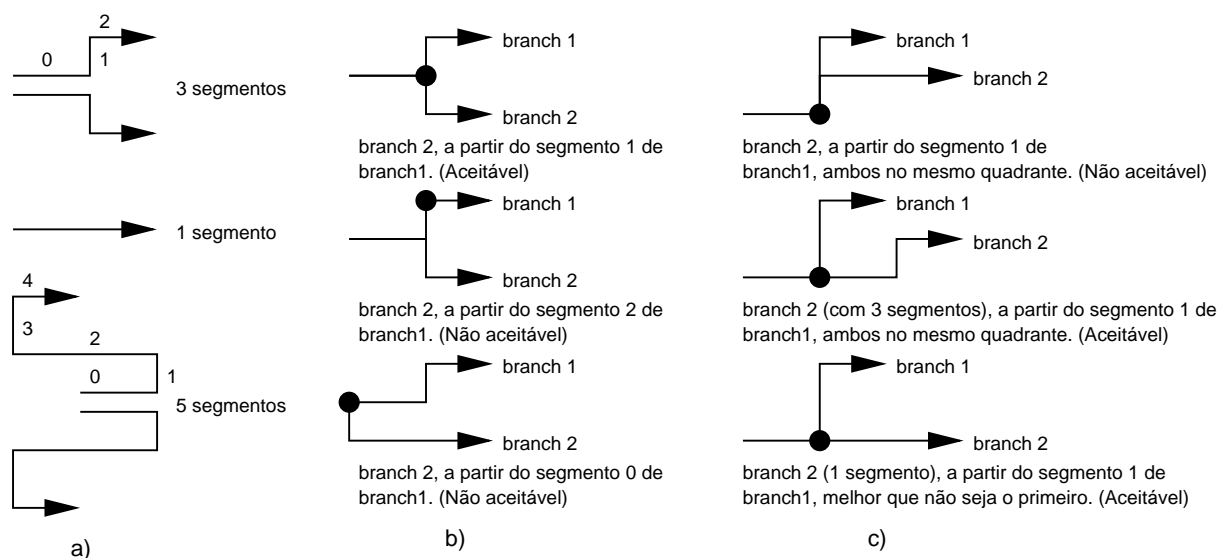 2
0
1
3 segmentos
1 segmento
4
3
2
0
1
5 segmentos
a)
branch 1
branch 2
branch 2, a partir do segmento 1 de
branch1. (Aceitável)
branch 1
branch 2
branch 2, a partir do segmento 2 de
branch1. (Não aceitável)
branch 1
branch 2
branch 2, a partir do segmento 0 de
branch1. (Não aceitável)
b)
branch 1
branch 2
branch 2, a partir do segmento 1 de
branch1, ambos no mesmo quadrante. (Não aceitável)
branch 1
branch 2
branch 2 (com 3 segmentos), a partir do segmento 1 de
branch1, ambos no mesmo quadrante. (Aceitável)
branch 1
branch 2
branch 2 (1 segmento), a partir do segmento 1 de
branch1, melhor que não seja o primeiro. (Aceitável)
c)